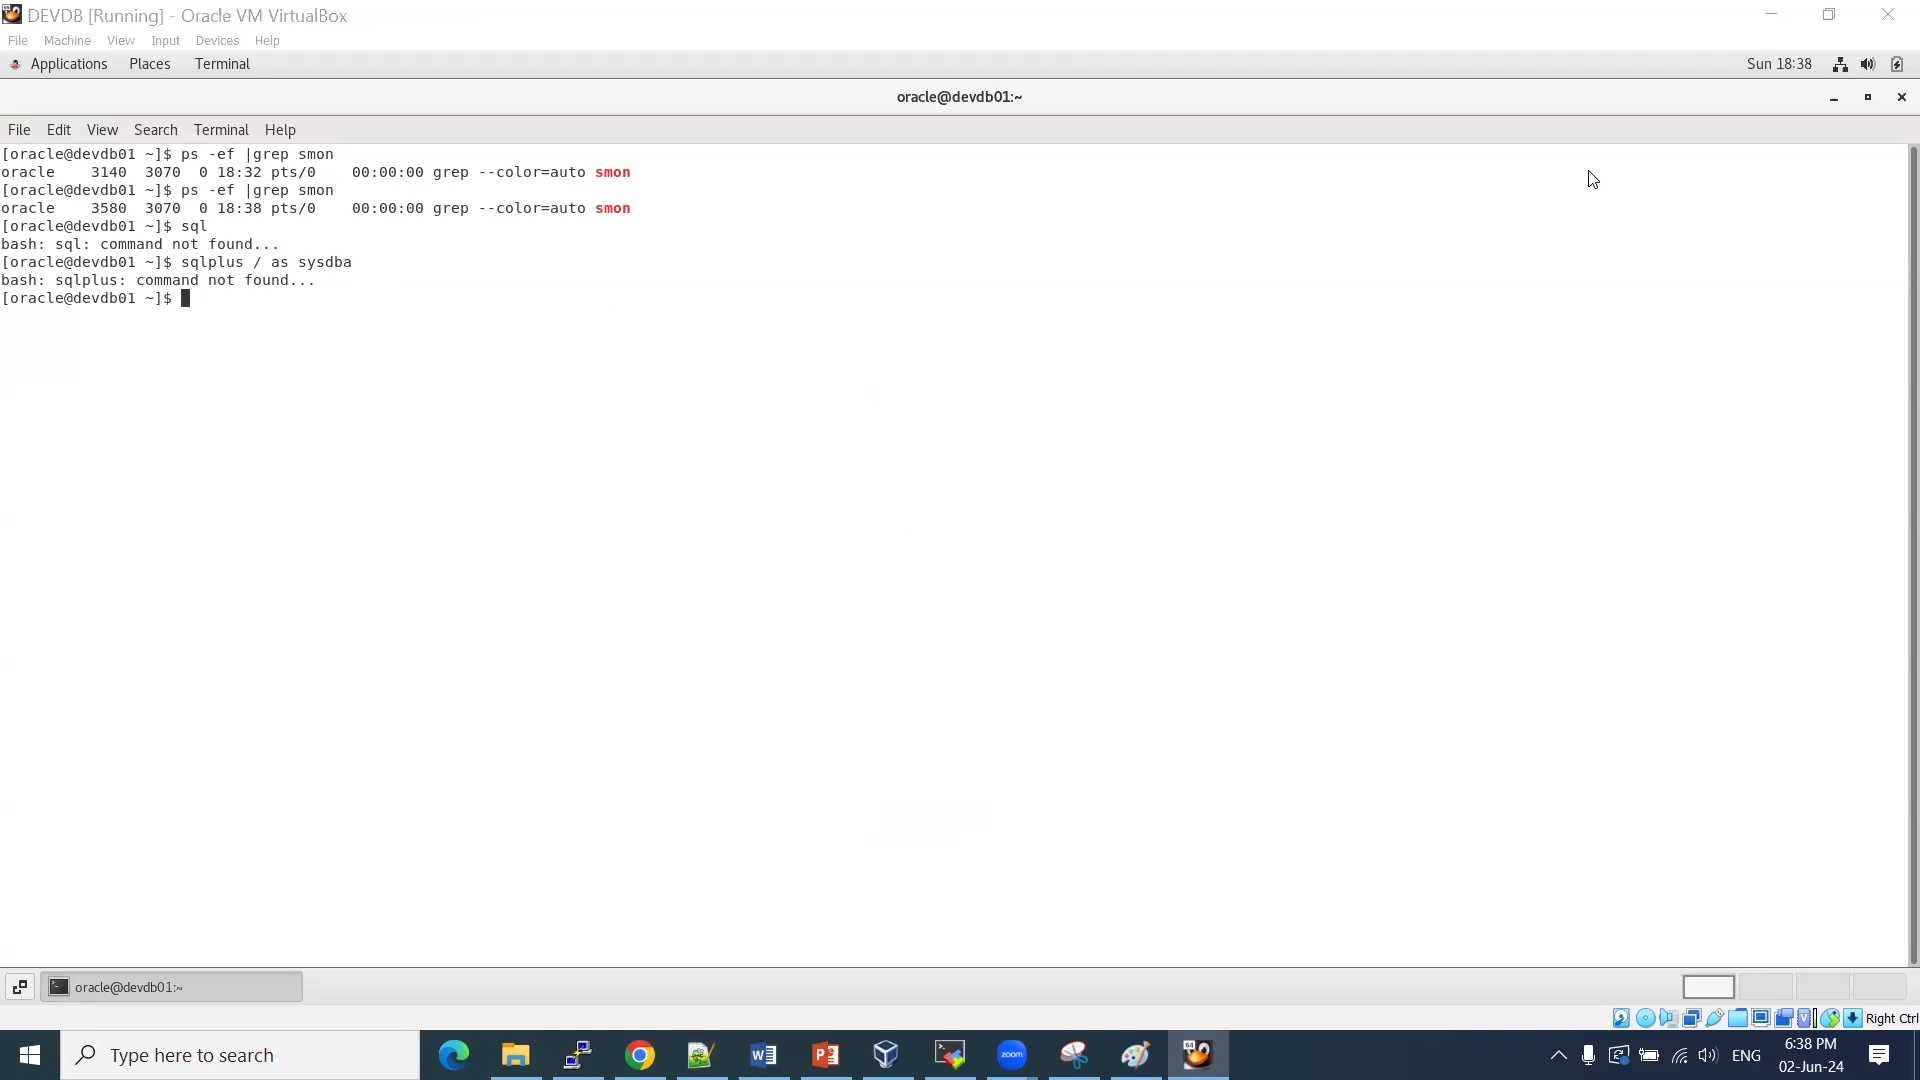 DEVDB [Running] - Oracle VM VirtualBox
File Machine View Input Devices Help
Applications Places Terminal Sun 18:38
oracle@devdb01:~
File Edit View Search Terminal Help
[oracle@devdb01 ~]$ ps -ef |grep smon
oracle    3140  3070  0 18:32 pts/0    00:00:00 grep --color=auto smon
[oracle@devdb01 ~]$ ps -ef |grep smon
oracle    3580  3070  0 18:38 pts/0    00:00:00 grep --color=auto smon
[oracle@devdb01 ~]$ sql
bash: sql: command not found...
[oracle@devdb01 ~]$ sqlplus / as sysdba
bash: sqlplus: command not found...
[oracle@devdb01 ~]$
oracle@devdb01:~
Right Ctrl
Type here to search
zoom
64
ENG
6:38 PM
02-Jun-24